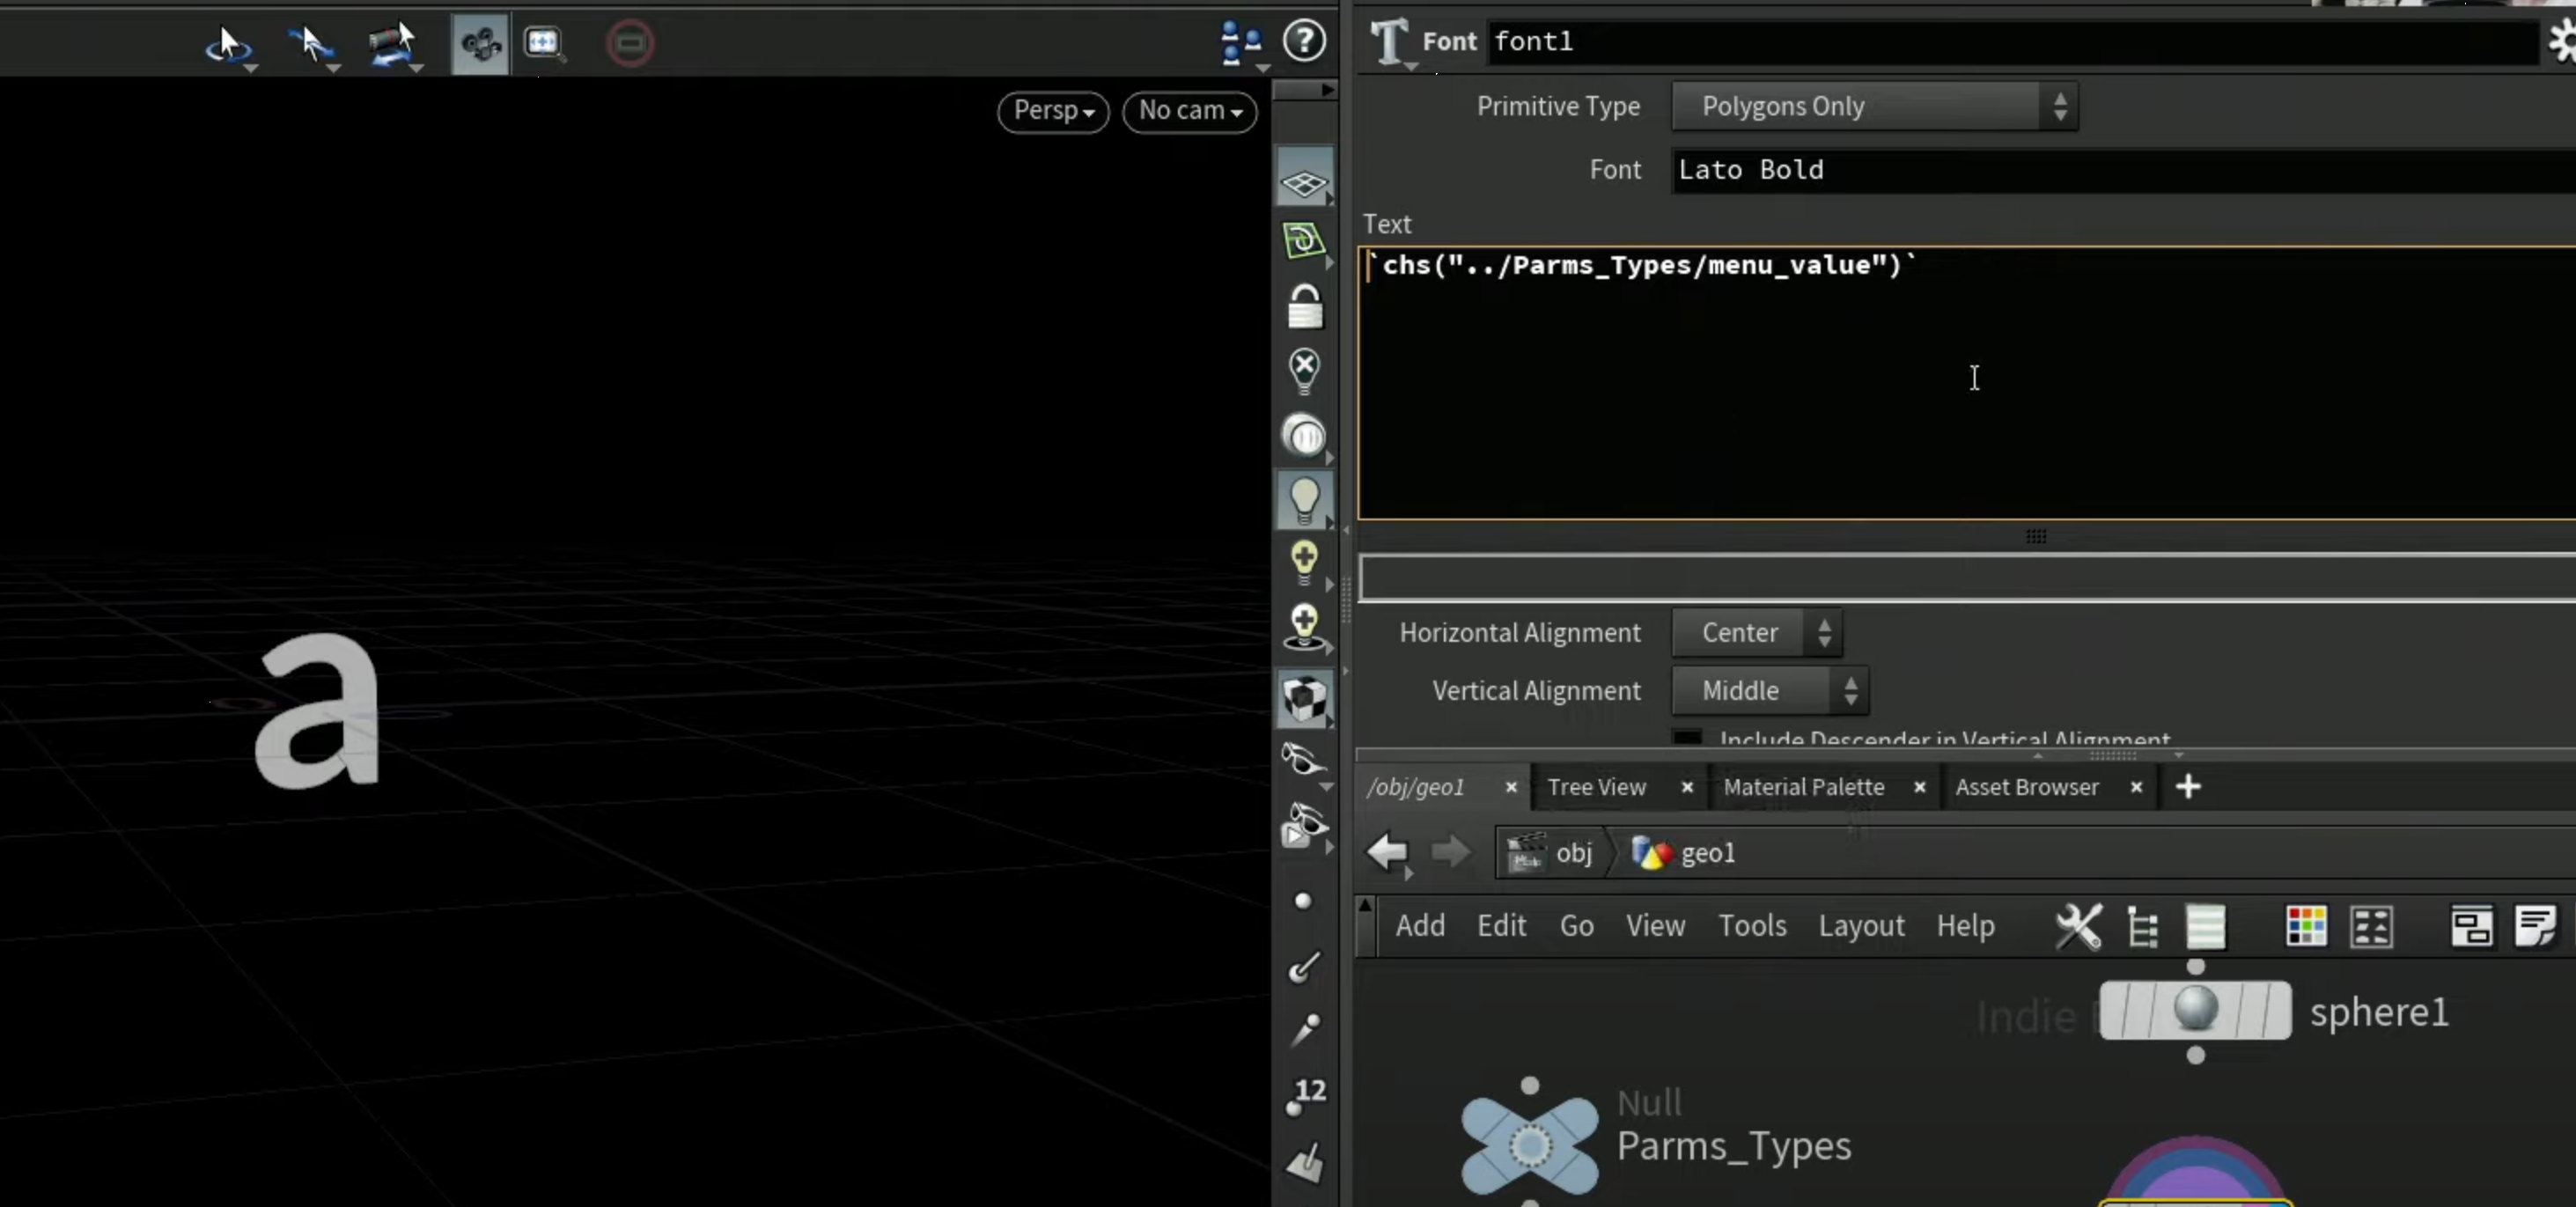 Font font1
Persp No cam
Primitive Type Polygons Only
Font Lato Bold
Text
`chs("../Parms_Types/menu_value")`
Horizontal Alignment Center
Vertical Alignment Middle
Include Descender in Vertical Alignment
a
/obj/geo1 Tree View Material Palette Asset Browser
obj geo1
Add Edit Go View Tools Layout Help
12
Indie
sphere1
Null
Parms_Types